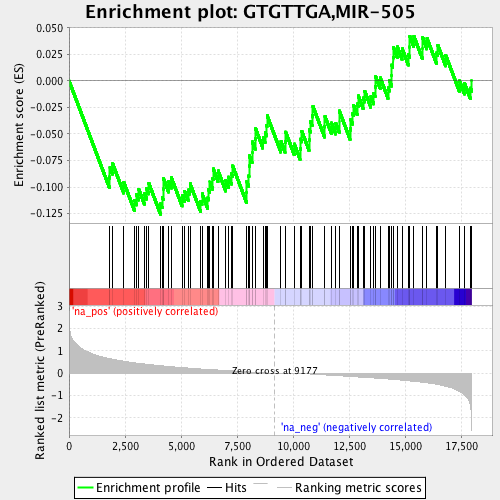 Enrichment plot: GTGTTGA,MIR-505
Enrichment score (ES)
0.050
0.025
0.000
-0.025
-0.050
-0.075
-0.100
-0.125
Ranked list metric (PreRanked)
3
2
1
0
-1
-2
'na_pos' (positively correlated)
Zero cross at 9177
'na_neg' (negatively correlated)
0
2,500
5,000
7,500
10,000
12,500
15,000
17,500
Rank in Ordered Dataset
Enrichment profile
Hits
Ranking metric scores